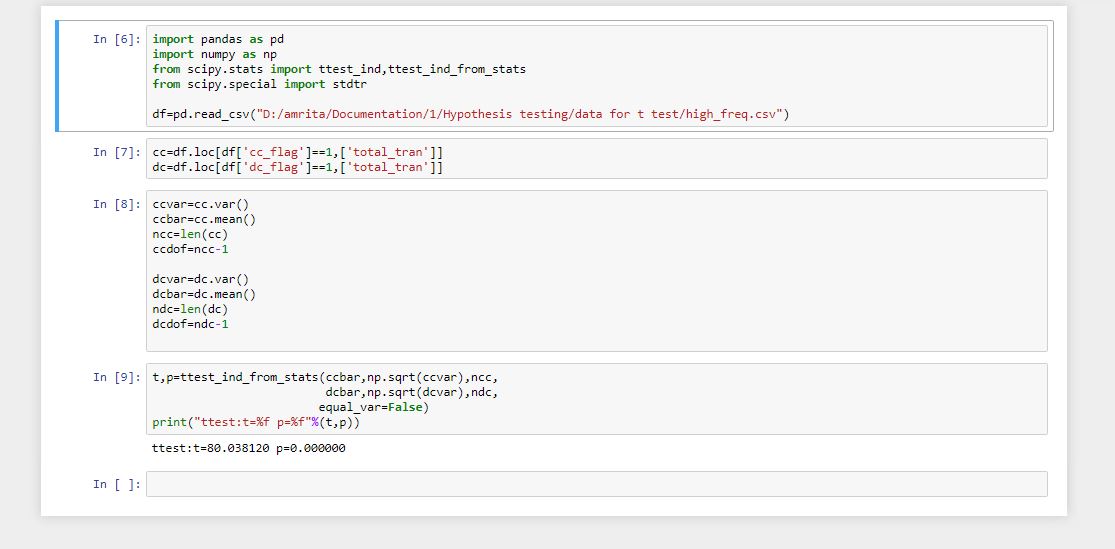 In [6]: import pandas as pd
import numpy as np
from scipy.stats import ttest_ind,ttest_ind_from_stats
from scipy.special import stdtr
df=pd.read_csv("D:/amrita/Documentation/1/Hypothesis testing/data for t test/high_freq.csv")
In [7]: cc=df.loc[df['cc_flag']==1,['total_tran']]
dc=df.loc[df['dc_flag']==1,['total_tran']]
In [8]: ccvar=cc.var()
ccbar=cc.mean()
ncc=len(cc)
ccdof=ncc-1
dcvar=dc.var()
dcbar=dc.mean()
ndc=len(dc)
dcdof=ndc-1
In [9]: t,p=ttest_ind_from_stats(ccbar,np.sqrt(ccvar),ncc,
dcbar,np.sqrt(dcvar),ndc,
equal_var=False)
print("ttest:t=%f p=%f"%(t,p))
ttest:t=80.038120 p=0.000000
In [ ]: